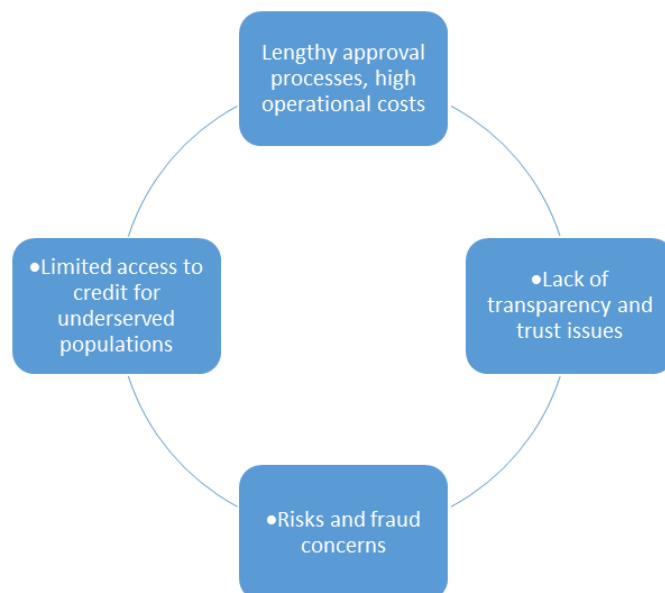 Lengthy approval
processes, high
operational costs
●Lack of
transparency and
trust issues
●Risks and fraud
concerns
●Limited access to
credit for
underserved
populations